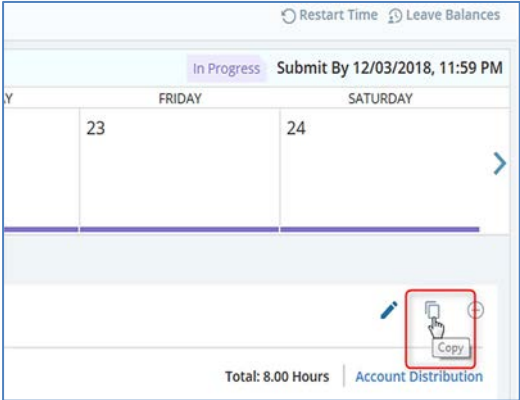 Restart Time Leave Balances
In Progress Submit By 12/03/2018, 11:59 PM
Y FRIDAY SATURDAY
23 24
Copy
Total: 8.00 Hours Account Distribution